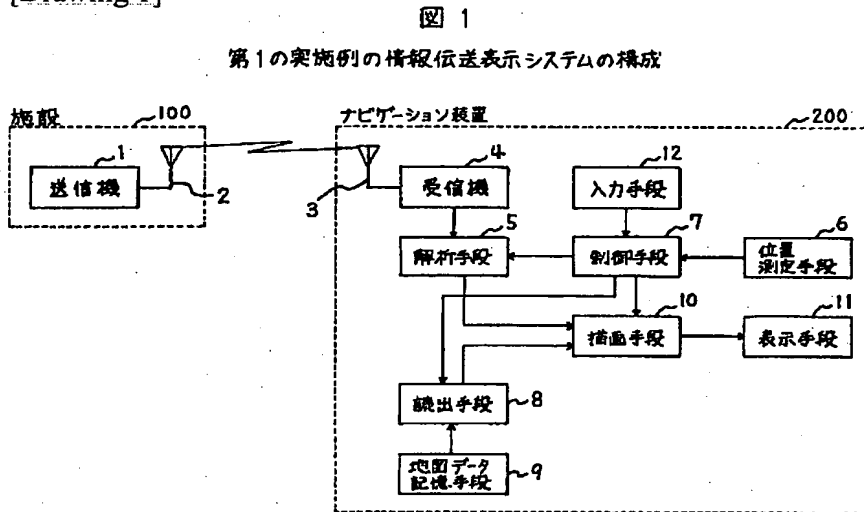 図 1
第1の実施例の情報伝送表示システムの構成
施設
100
ナビゲーション装置
200
1
送信機
2
3
4
受信機
12
入力手段
5
解析手段
7
制御手段
6
位置
測定手段
10
描画手段
11
表示手段
読出手段
8
地図データ
記憶手段
9